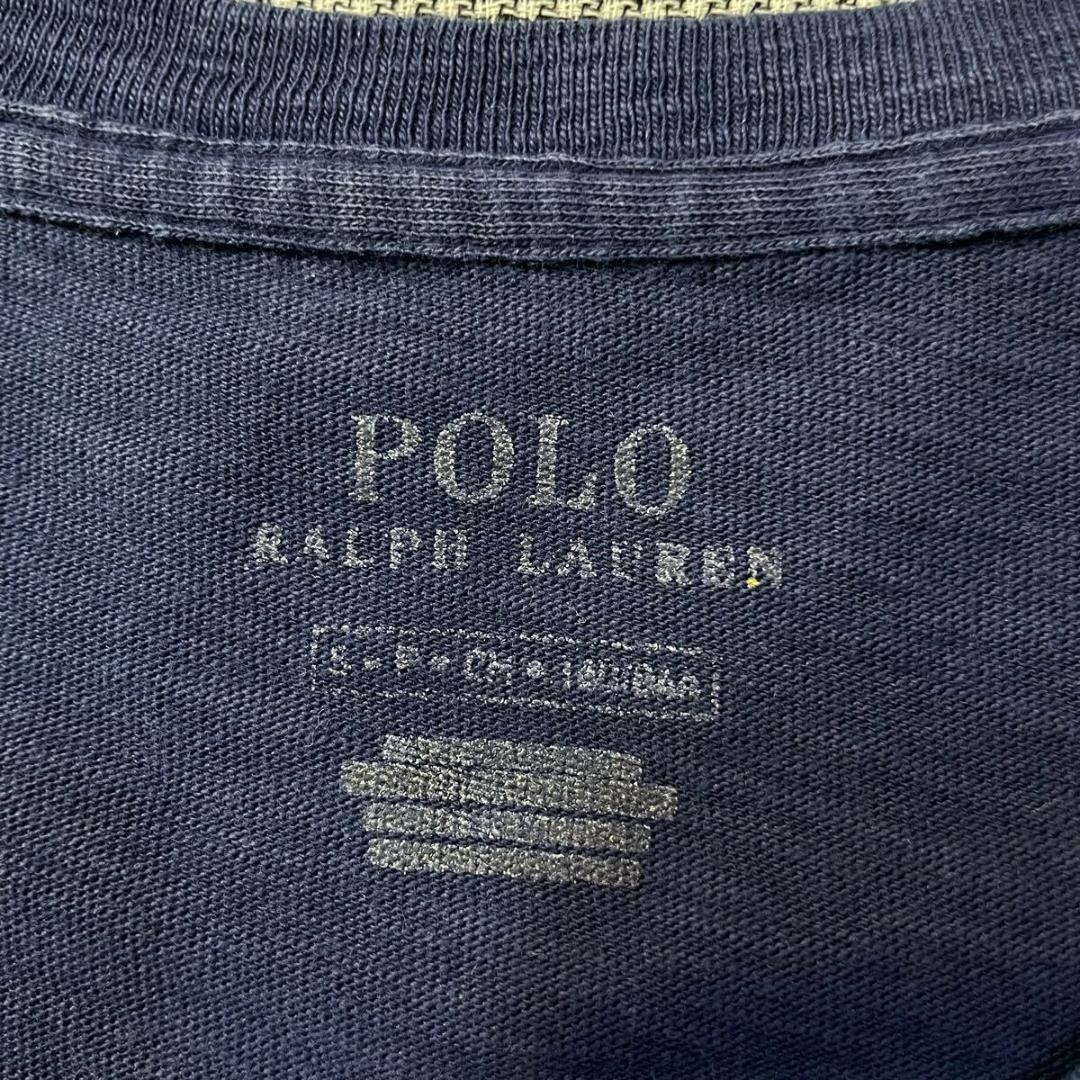 POLO
RALPH LAUREN
S - P - CH •